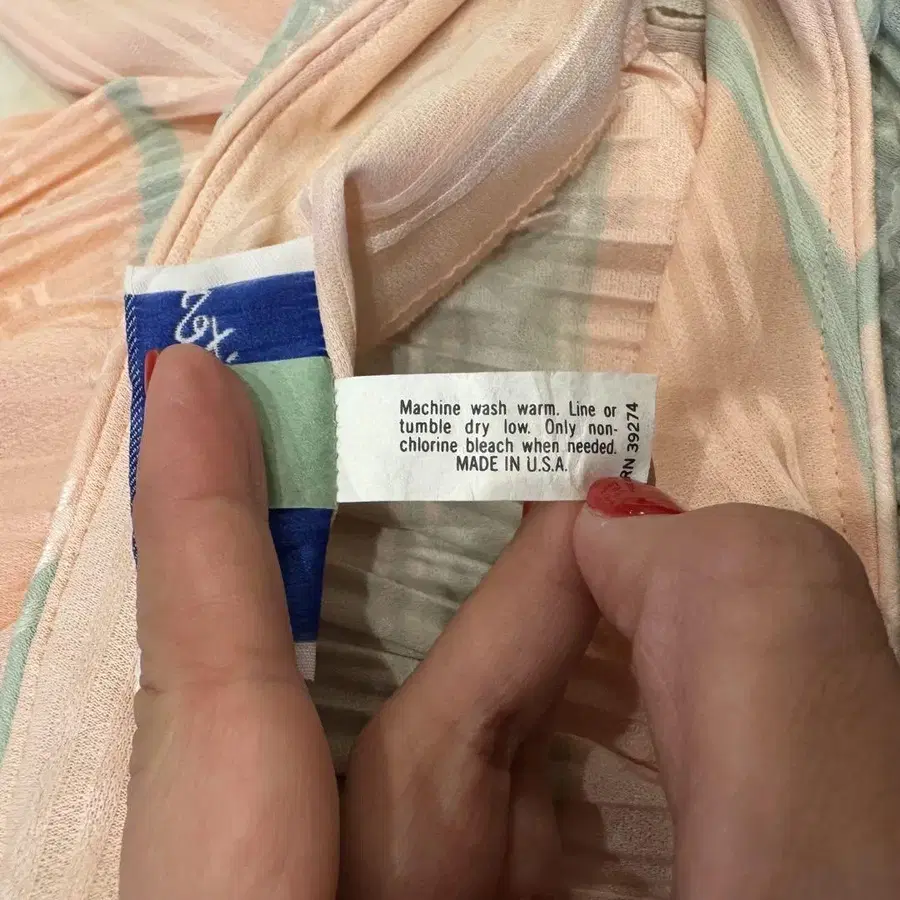 Machine wash warm. Line or
tumble dry low. Only non-
chlorine bleach when needed.
MADE IN U.S.A.
RN 39274